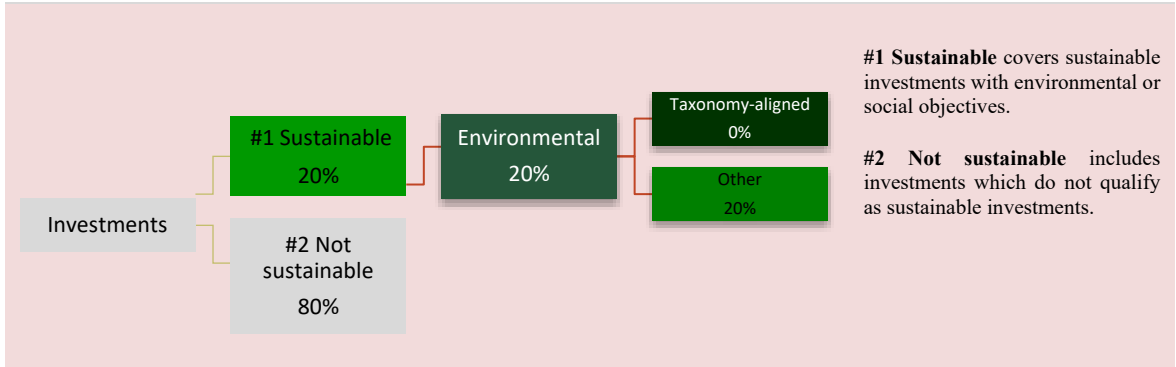 Investments
#1 Sustainable
20%
#2 Not
sustainable
80%
Environmental
20%
Taxonomy-aligned
0%
Other
20%
#1 Sustainable covers sustainable
investments with environmental or
social objectives.
#2 Not sustainable includes
investments which do not qualify
as sustainable investments.